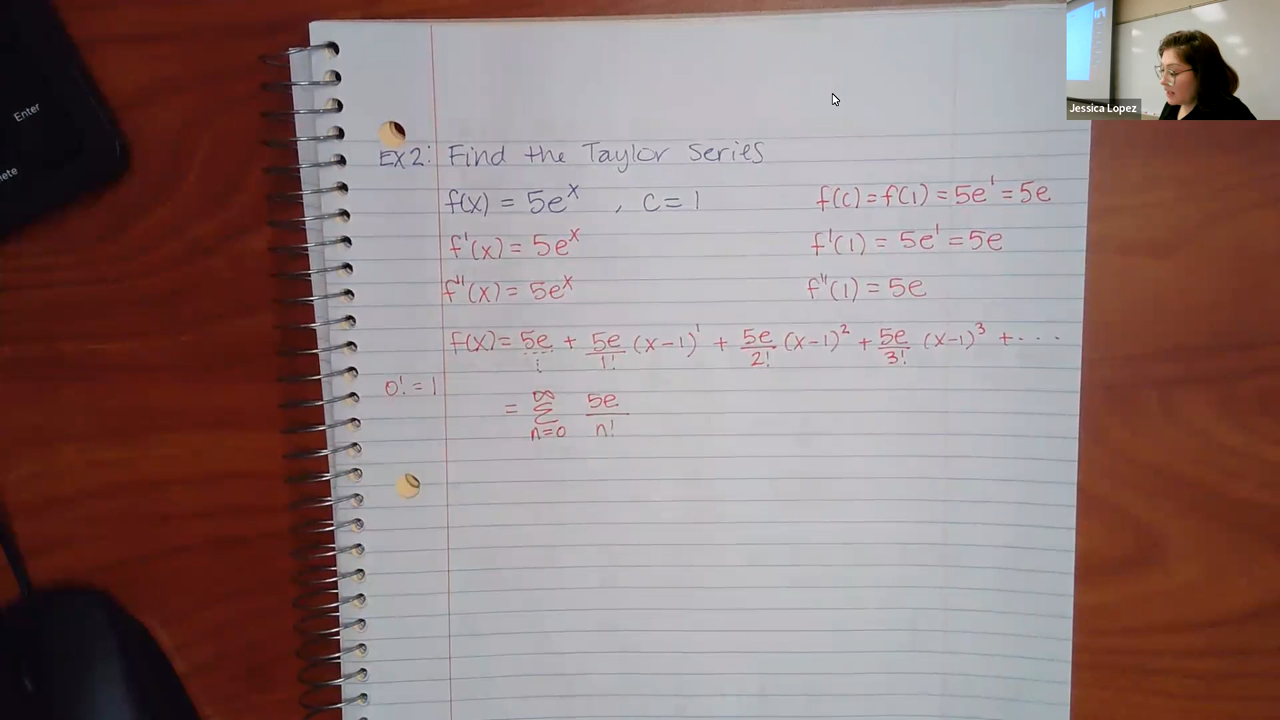 Enter
lete
Jessica Lopez
EX 2: Find the Taylor Series
f(x) = 5e^x , c = 1
f(c) = f(1) = 5e^1 = 5e
f'(x) = 5e^x
f'(1) = 5e^1 = 5e
f''(x) = 5e^x
f''(1) = 5e
f(x) = 5e + 5e/1! (x-1)^1 + 5e/2! (x-1)^2 + 5e/3! (x-1)^3 + ...
0! = 1
= ∑_{n=0}^{∞} 5e/n!